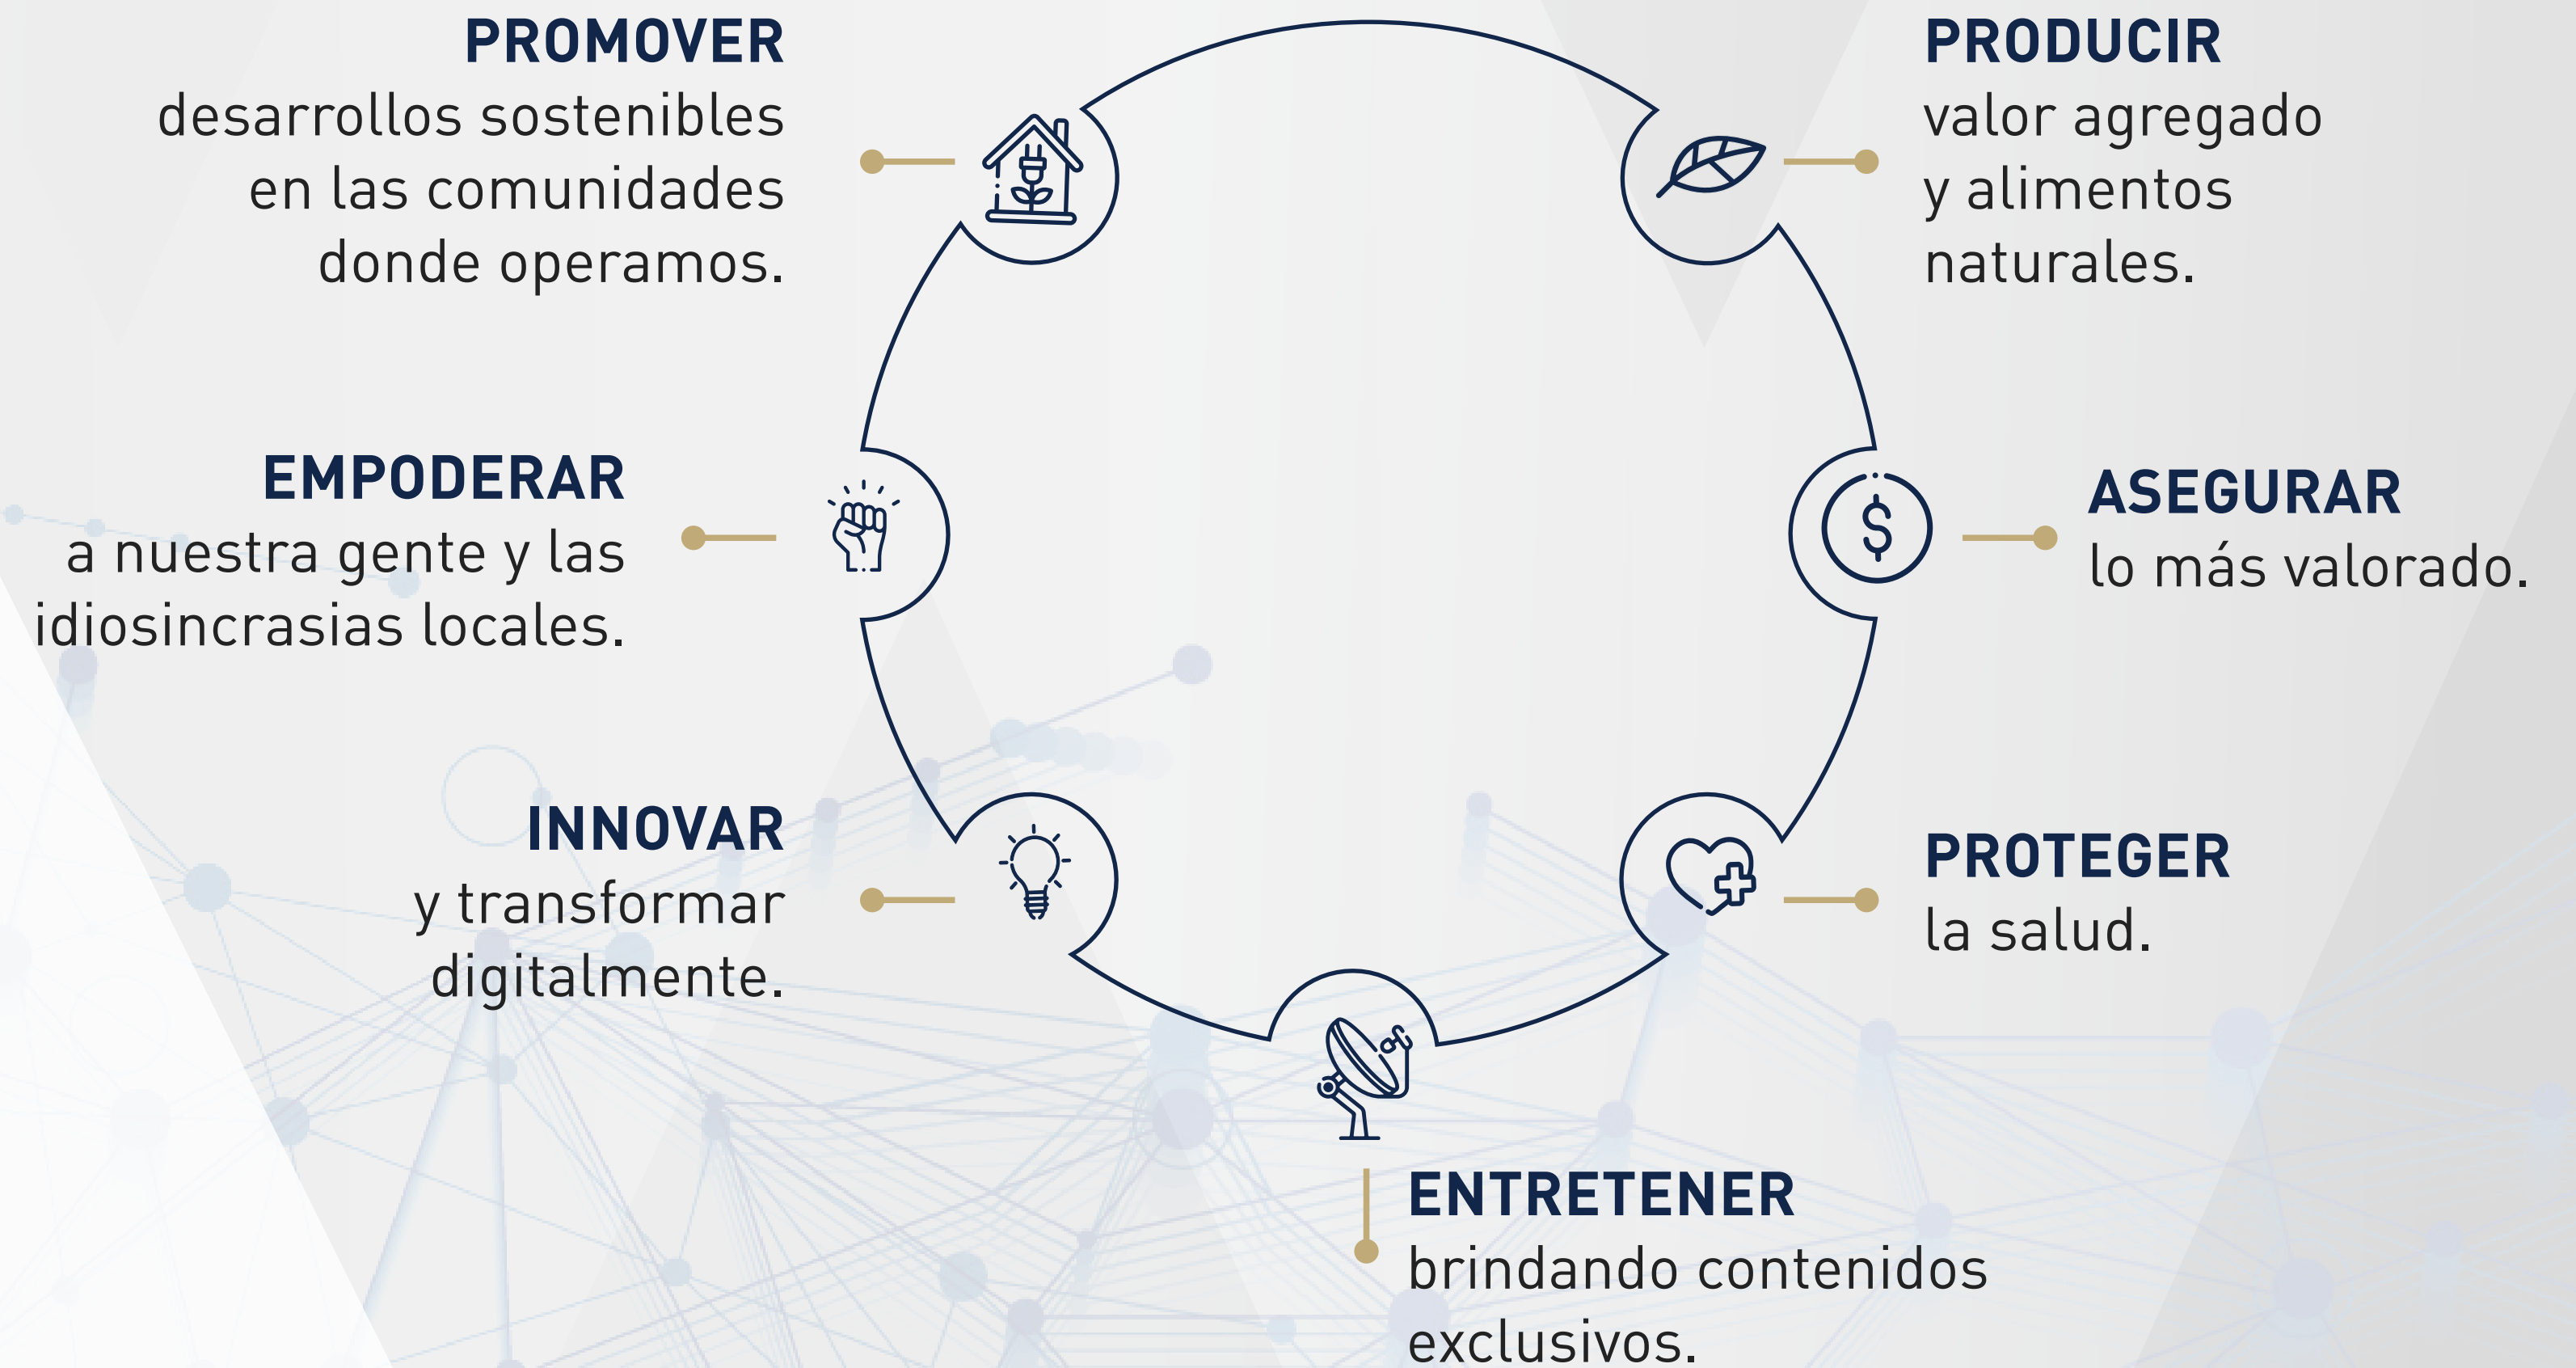 PROMOVER
desarrollos sostenibles
en las comunidades
donde operamos.
PRODUCIR
valor agregado
y alimentos
naturales.
EMPODERAR
a nuestra gente y las
idiosincrasias locales.
ASEGURAR
lo más valorado.
INNOVAR
y transformar
digitalmente.
PROTEGER
la salud.
ENTRETENER
brindando contenidos
exclusivos.